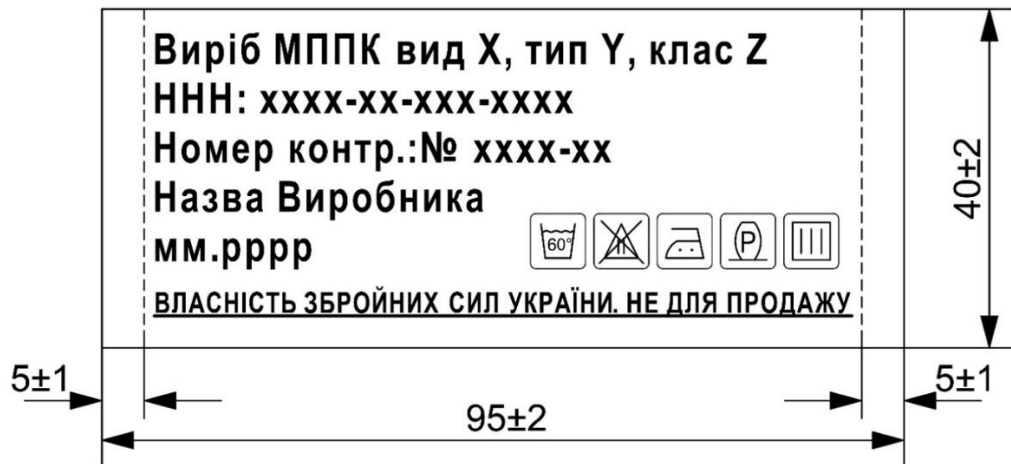 Виріб МППК вид X, тип Y, клас Z
ННН: xxxx-xx-xxx-xxxx
Номер контр.:№ xxxx-xx
Назва Виробника
мм.рррр
60°
P
ВЛАСНІСТЬ ЗБРОЙНИХ СИЛ УКРАЇНИ. НЕ ДЛЯ ПРОДАЖУ
40±2
5±1
5±1
95±2